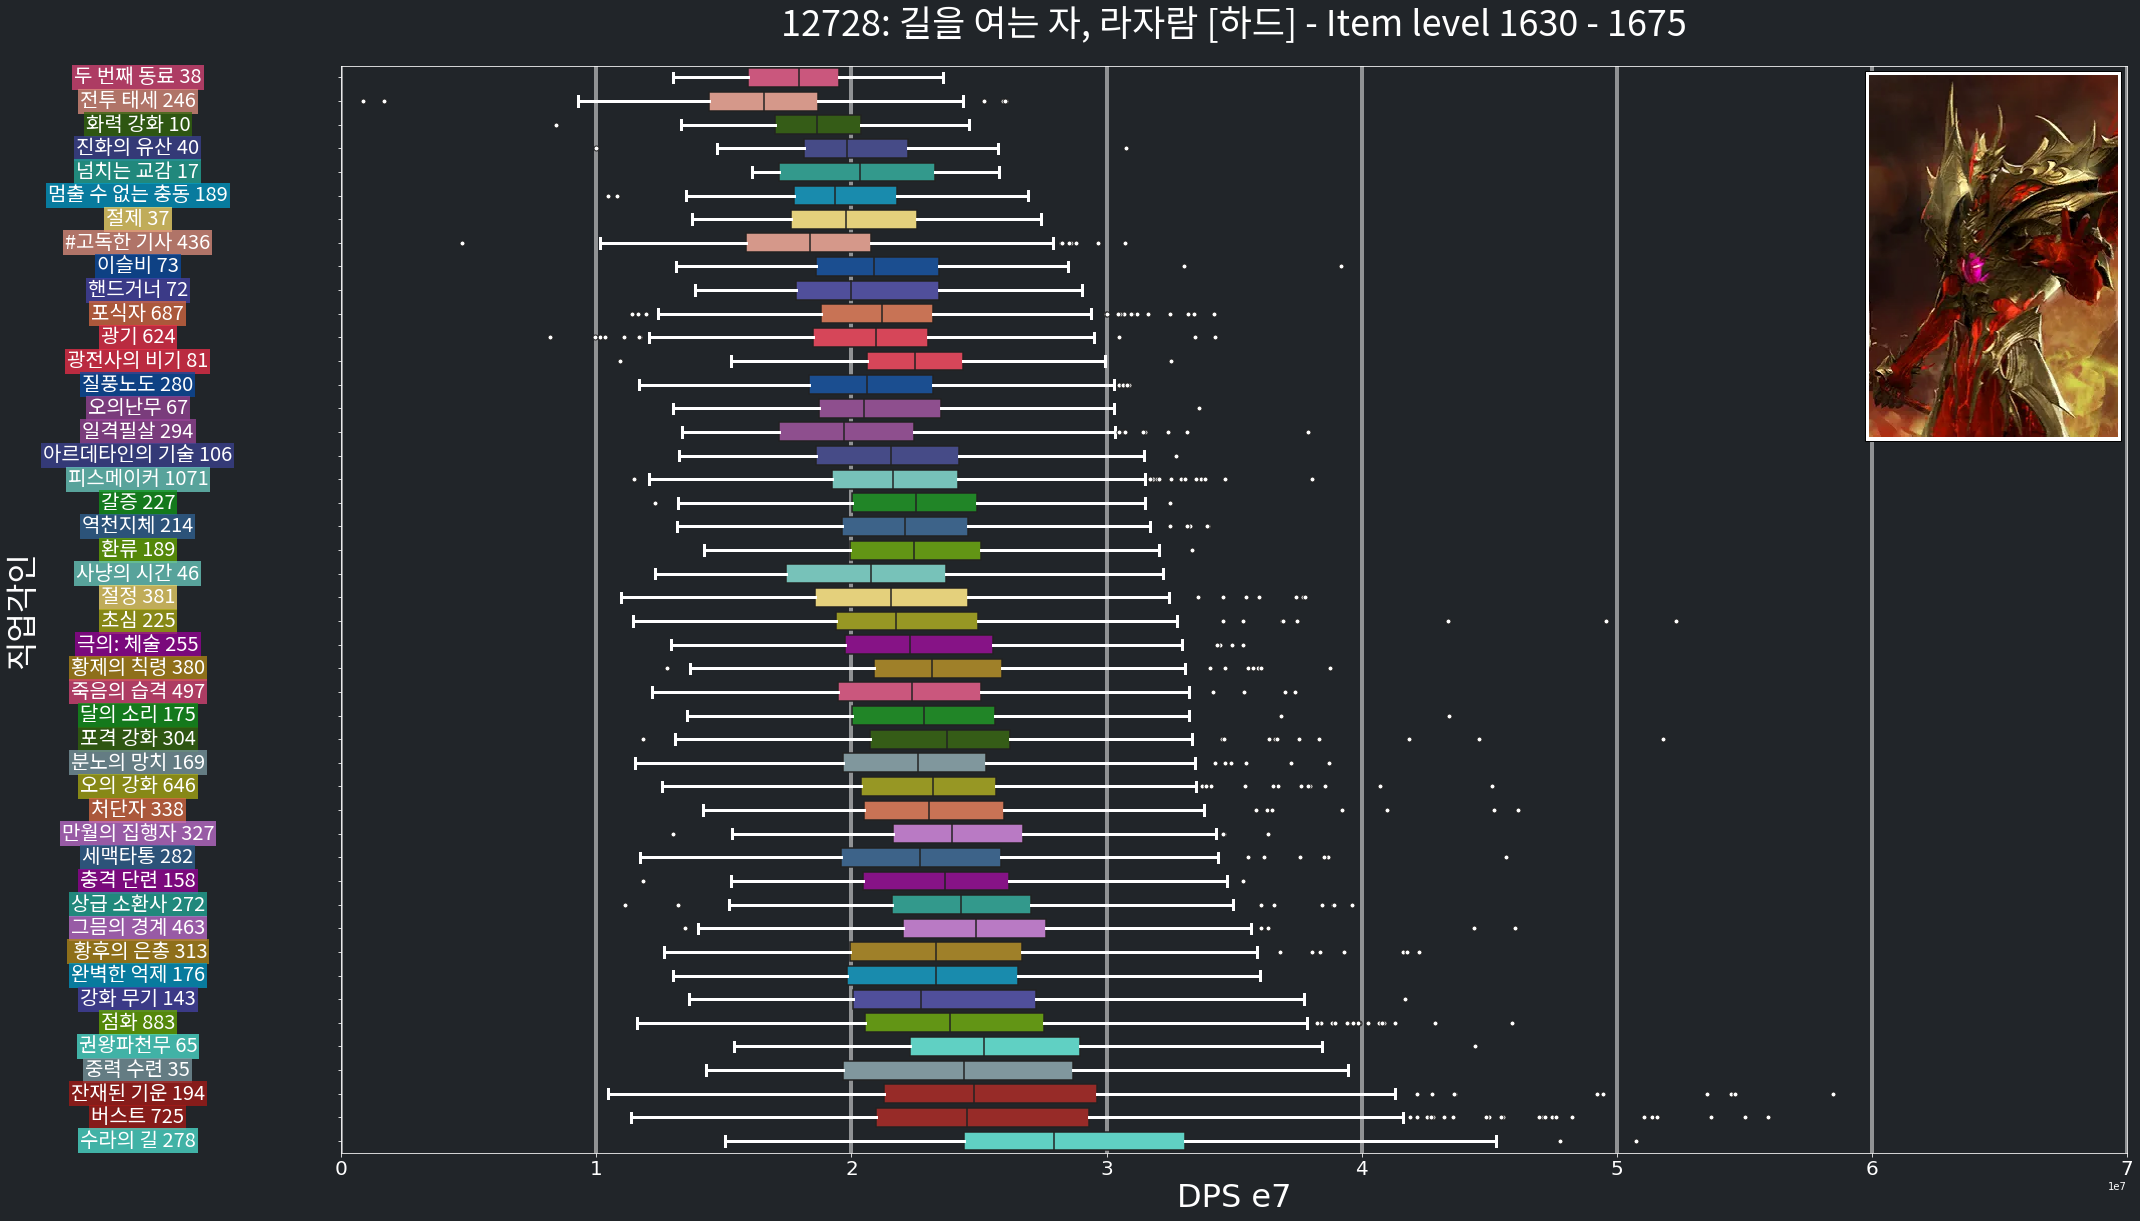 12728: 길을 여는 자, 라자람 [하드] - Item level 1630 - 1675
두 번째 동료 38
전투 태세 246
화력 강화 10
진화의 유산 40
넘치는 교감 17
멈출 수 없는 충동 189
절제 37
#고독한 기사 436
이슬비 73
핸드거너 72
포식자 687
광기 624
광전사의 비기 81
질풍노도 280
오의난무 67
일격필살 294
아르데타인의 기술 106
피스메이커 1071
갈증 227
역천지체 214
환류 189
사냥의 시간 46
절정 381
초심 225
극의: 체술 255
황제의 칙령 380
죽음의 습격 497
달의 소리 175
포격 강화 304
분노의 망치 169
오의 강화 646
처단자 338
만월의 집행자 327
세맥타통 282
충격 단련 158
상급 소환사 272
그믐의 경계 463
황후의 은총 313
완벽한 억제 176
강화 무기 143
점화 883
권왕파천무 65
중력 수련 35
잔재된 기운 194
버스트 725
수라의 길 278
직업각인
0 1 2 3 4 5 6 7
DPS e7
1e7